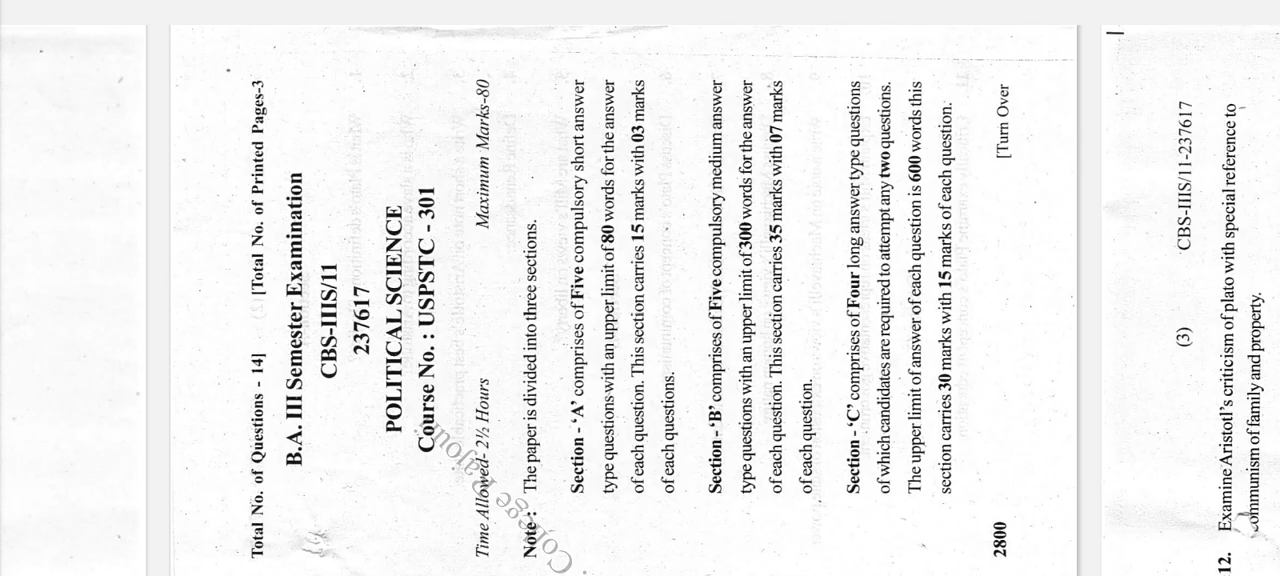 Total No. of Questions - 14] [Total No. of Printed Pages-3
B.A. III Semester Examination
CBS-IIIS/11
237617
POLITICAL SCIENCE
Course No. : USPSTC - 301
Time Allowed- 2½ Hours Maximum Marks-80
Note : The paper is divided into three sections.
Section - ‘A’ comprises of Five compulsory short answer
type questions with an upper limit of 80 words for the answer
of each question. This section carries 15 marks with 03 marks
of each questions.
Section - ‘B’ comprises of Five compulsory medium answer
type questions with an upper limit of 300 words for the answer
of each question. This section carries 35 marks with 07 marks
of each question.
Section - ‘C’ comprises of Four long answer type questions
of which candidates are required to attempt any two questions.
The upper limit of answer of each question is 600 words this
section carries 30 marks with 15 marks of each question.
2800 [Turn Over
(3) CBS-IIIS/11-237617
12. Examine Aristotl's criticism of plato with special reference to
communism of family and property.